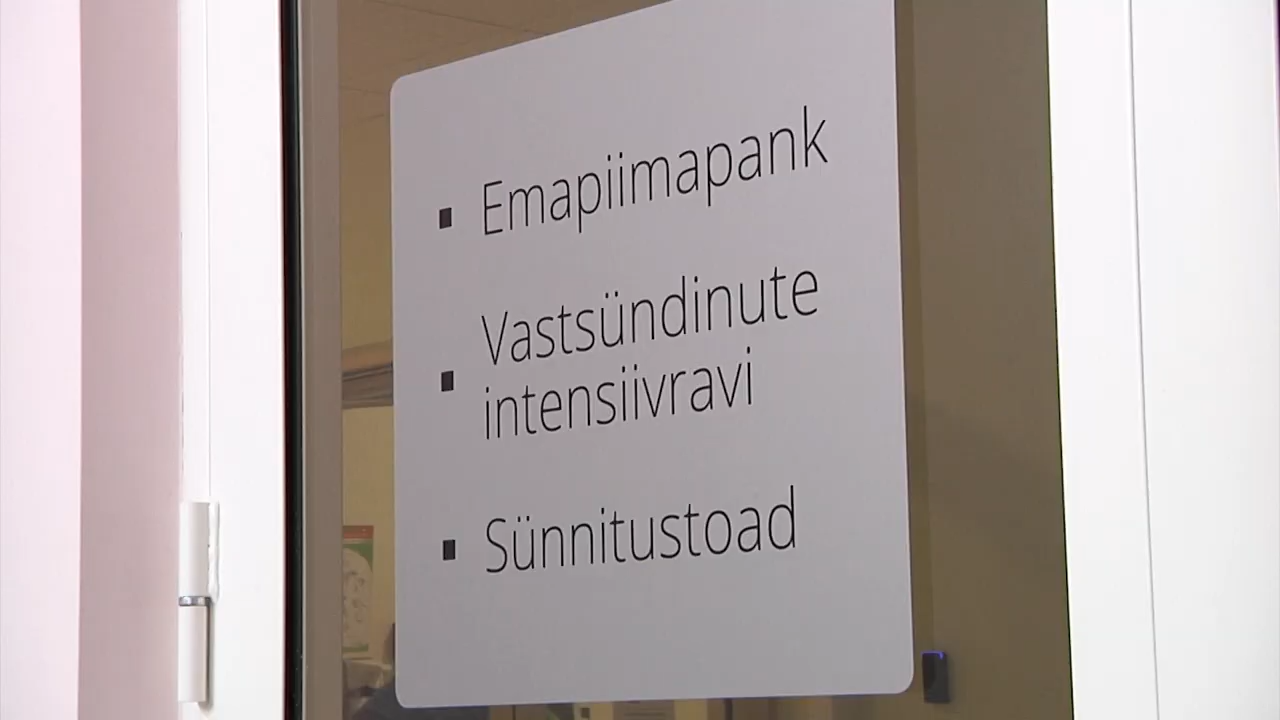 ▪ Emapiimapank
▪ Vastsündinute
intensiivravi
▪ Sünnitustoad